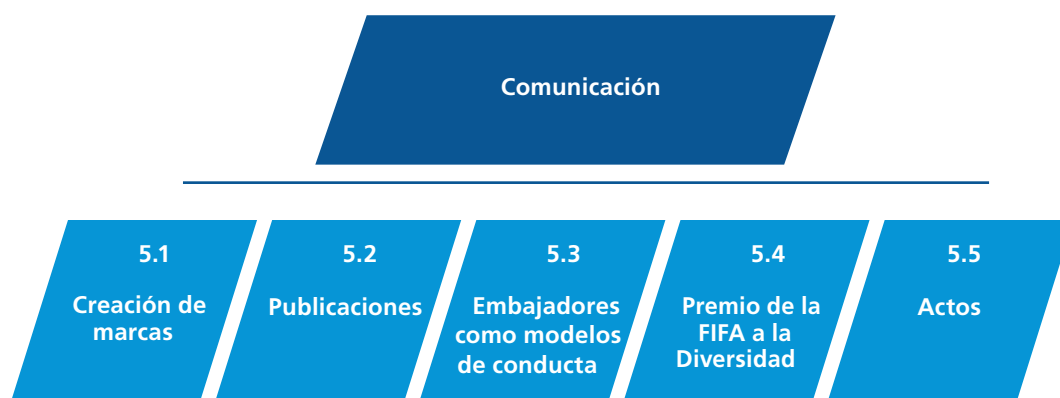 Comunicación
5.1
Creación de
marcas
5.2
Publicaciones
5.3
Embajadores
como modelos
de conducta
5.4
Premio de la
FIFA a la
Diversidad
5.5
Actos